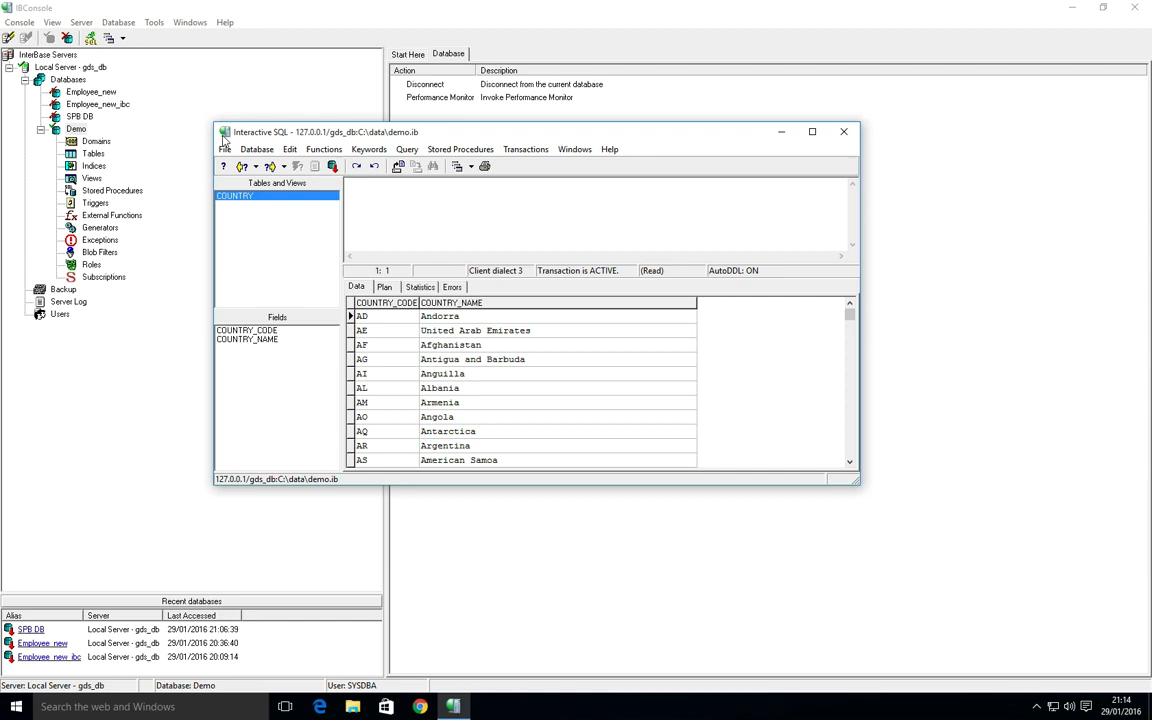 IBConsole
Console View Server Database Tools Windows Help
InterBase Servers
Local Server - gds_db
Databases
Employee_new
Employee_new_ibc
SPB DB
Demo
Domains
Tables
Indices
Views
Stored Procedures
Triggers
External Functions
Generators
Exceptions
Blob Filters
Roles
Subscriptions
Backup
Server Log
Users
Start Here Database
Action Description
Disconnect Disconnect from the current database
Performance Monitor Invoke Performance Monitor
Interactive SQL - 127.0.0.1/gds_db:C:\data\demo.ib
File Database Edit Functions Keywords Query Stored Procedures Transactions Windows Help
Tables and Views
COUNTRY
1: 1 Client dialect 3 Transaction is ACTIVE. (Read) AutoDDL: ON
Data Plan Statistics Errors
Fields
COUNTRY_CODE
COUNTRY_NAME
COUNTRY_CODE COUNTRY_NAME
AD Andorra
AE United Arab Emirates
AF Afghanistan
AG Antigua and Barbuda
AI Anguilla
AL Albania
AM Armenia
AO Angola
AQ Antarctica
AR Argentina
AS American Samoa
127.0.0.1/gds_db:C:\data\demo.ib
Recent databases
Alias Server Last Accessed
SPB DB Local Server - gds_db 29/01/2016 21:06:39
Employee_new Local Server - gds_db 29/01/2016 20:36:40
Employee_new_ibc Local Server - gds_db 29/01/2016 20:09:14
Server: Local Server - gds_db Database: Demo User: SYSDBA
Search the web and Windows
21:14
29/01/2016